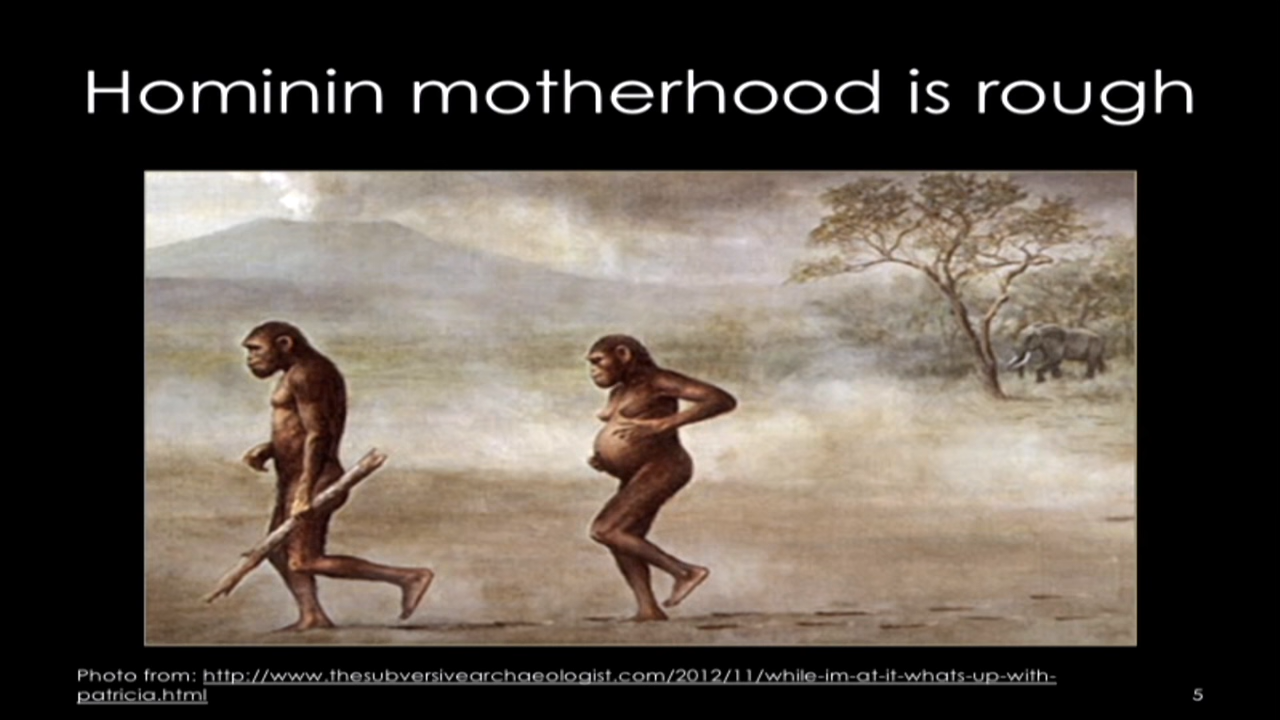 Hominin motherhood is rough
Photo from: http://www.thesubversivearchaeologist.com/2012/11/while-im-at-it-whats-up-with-
patricia.html
5